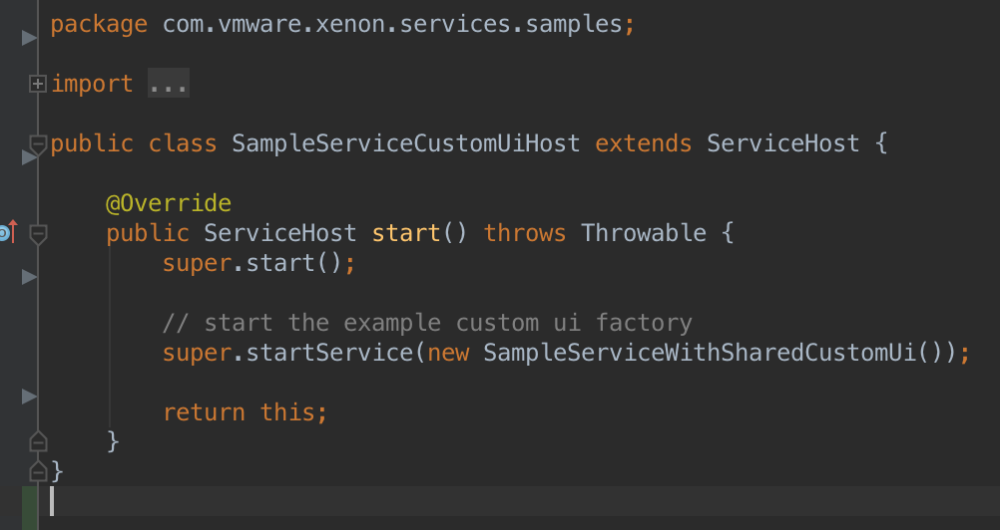 package com.vmware.xenon.services.samples;
import ...
public class SampleServiceCustomUiHost extends ServiceHost {
@Override
public ServiceHost start() throws Throwable {
super.start();
// start the example custom ui factory
super.startService(new SampleServiceWithSharedCustomUi());
return this;
}
}